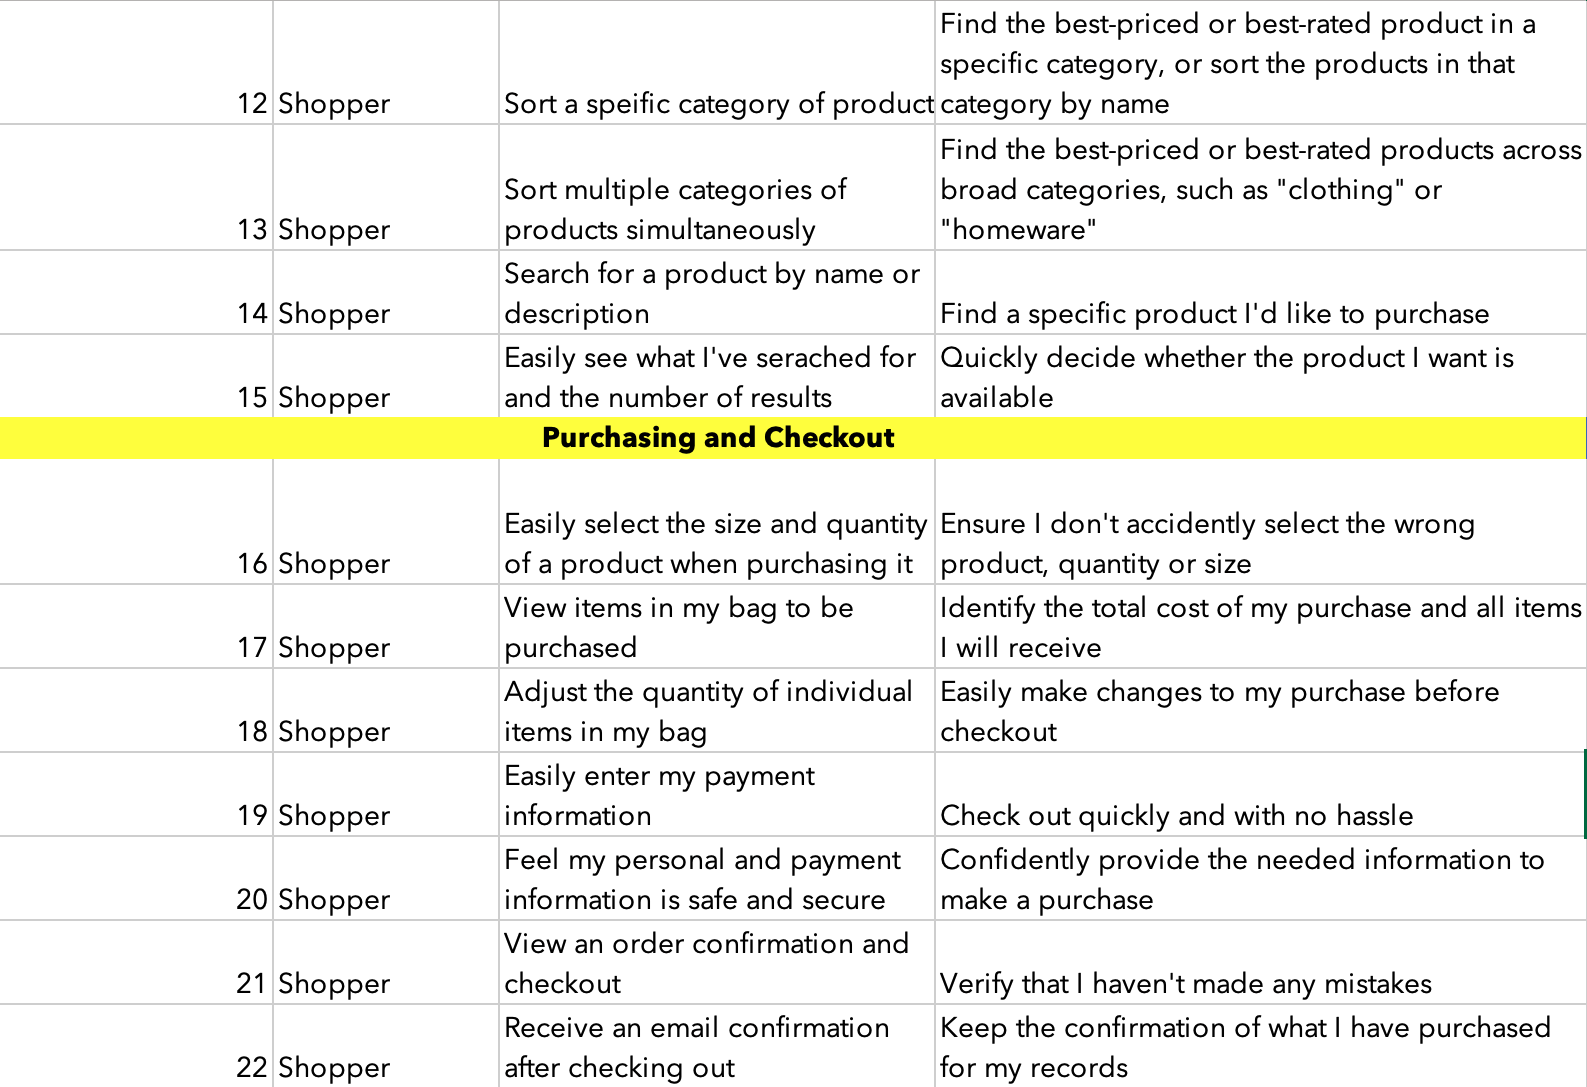 12 Shopper Sort a speific category of product Find the best-priced or best-rated product in a
specific category, or sort the products in that
category by name
13 Shopper Sort multiple categories of
products simultaneously Find the best-priced or best-rated products across
broad categories, such as "clothing" or
"homeware"
14 Shopper Search for a product by name or
description Find a specific product I'd like to purchase
15 Shopper Easily see what I've serached for
and the number of results Quickly decide whether the product I want is
available
Purchasing and Checkout
16 Shopper Easily select the size and quantity
of a product when purchasing it Ensure I don't accidently select the wrong
product, quantity or size
17 Shopper View items in my bag to be
purchased Identify the total cost of my purchase and all items
I will receive
18 Shopper Adjust the quantity of individual
items in my bag Easily make changes to my purchase before
checkout
19 Shopper Easily enter my payment
information Check out quickly and with no hassle
20 Shopper Feel my personal and payment
information is safe and secure Confidently provide the needed information to
make a purchase
21 Shopper View an order confirmation and
checkout Verify that I haven't made any mistakes
22 Shopper Receive an email confirmation
after checking out Keep the confirmation of what I have purchased
for my records